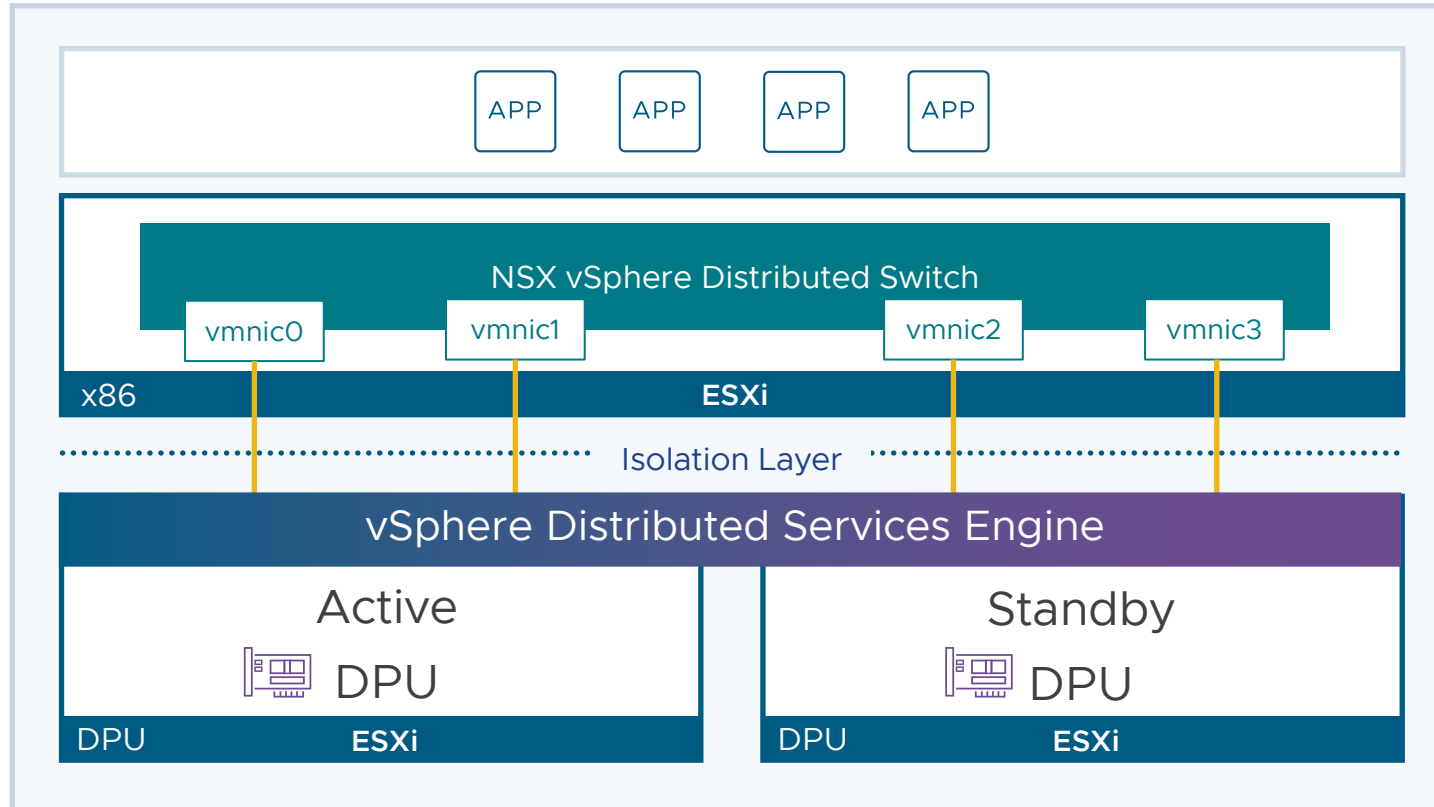 APP APP APP APP
NSX vSphere Distributed Switch
vmnic0 vmnic1 vmnic2 vmnic3
x86 ESXi
Isolation Layer
vSphere Distributed Services Engine
Active
DPU
DPU ESXi
Standby
DPU
DPU ESXi